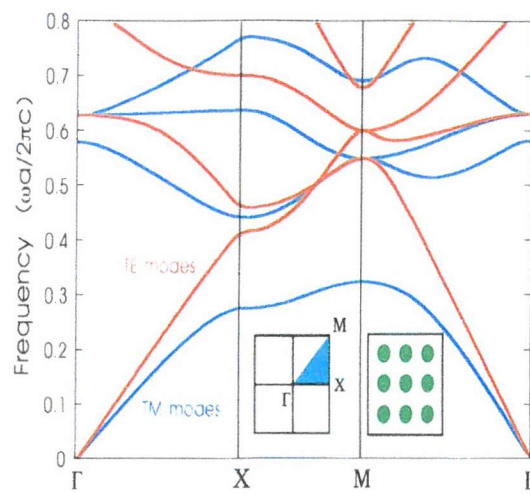 0.8
0.7
0.6
0.5
0.4
0.3
0.2
0.1
0
Frequency (ωa/2πc)
TE modes
TM modes
M
X
Γ
Γ
X
M